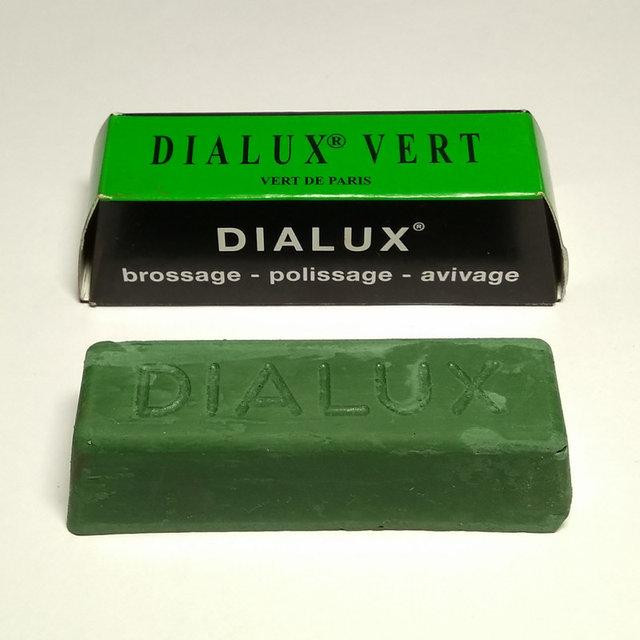 DIALUX® VERT
VERT DE PARIS
DIALUX®
brossage - polissage - avivage
DIALUX